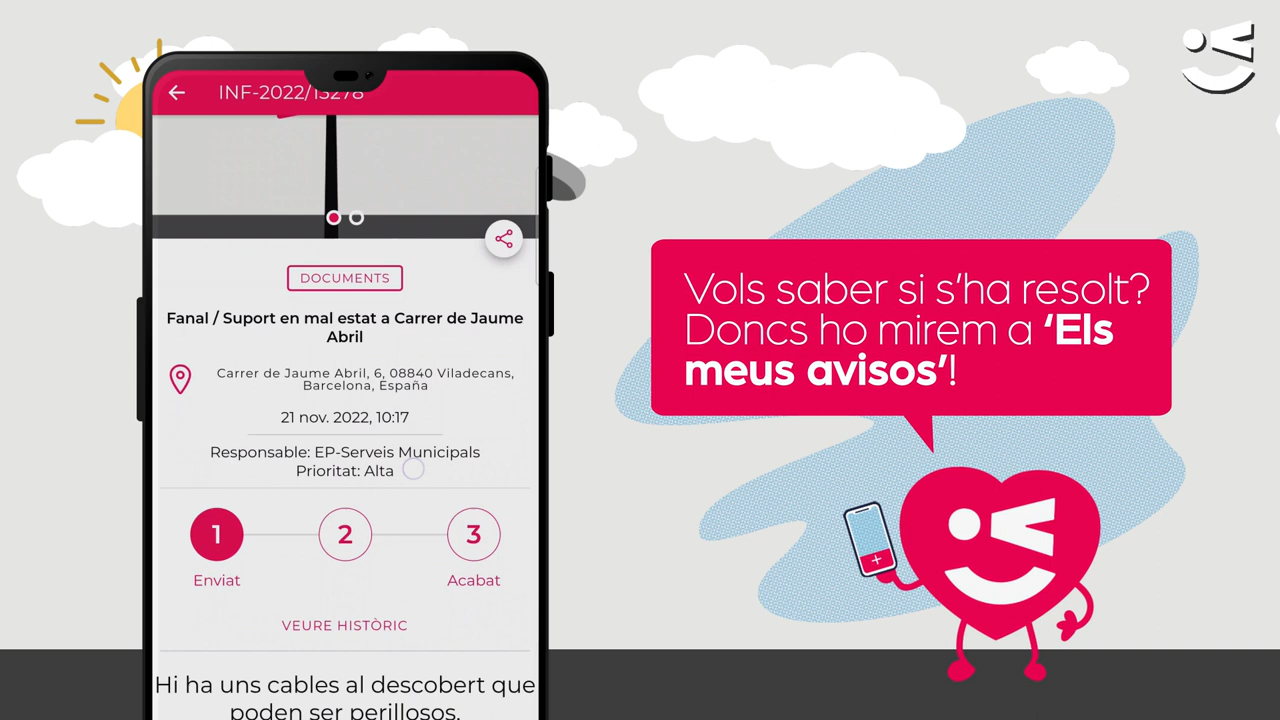 INF-2022/13278
DOCUMENTS
Fanal / Suport en mal estat a Carrer de Jaume
Abril
Carrer de Jaume Abril, 6, 08840 Viladecans,
Barcelona, España
21 nov. 2022, 10:17
Responsable: EP-Serveis Municipals
Prioritat: Alta
1
2
3
Enviat
Acabat
VEURE HISTÒRIC
Hi ha uns cables al descobert que
poden ser perillosos.
Vols saber si s'ha resolt?
Doncs ho mirem a ‘Els
meus avisos’!